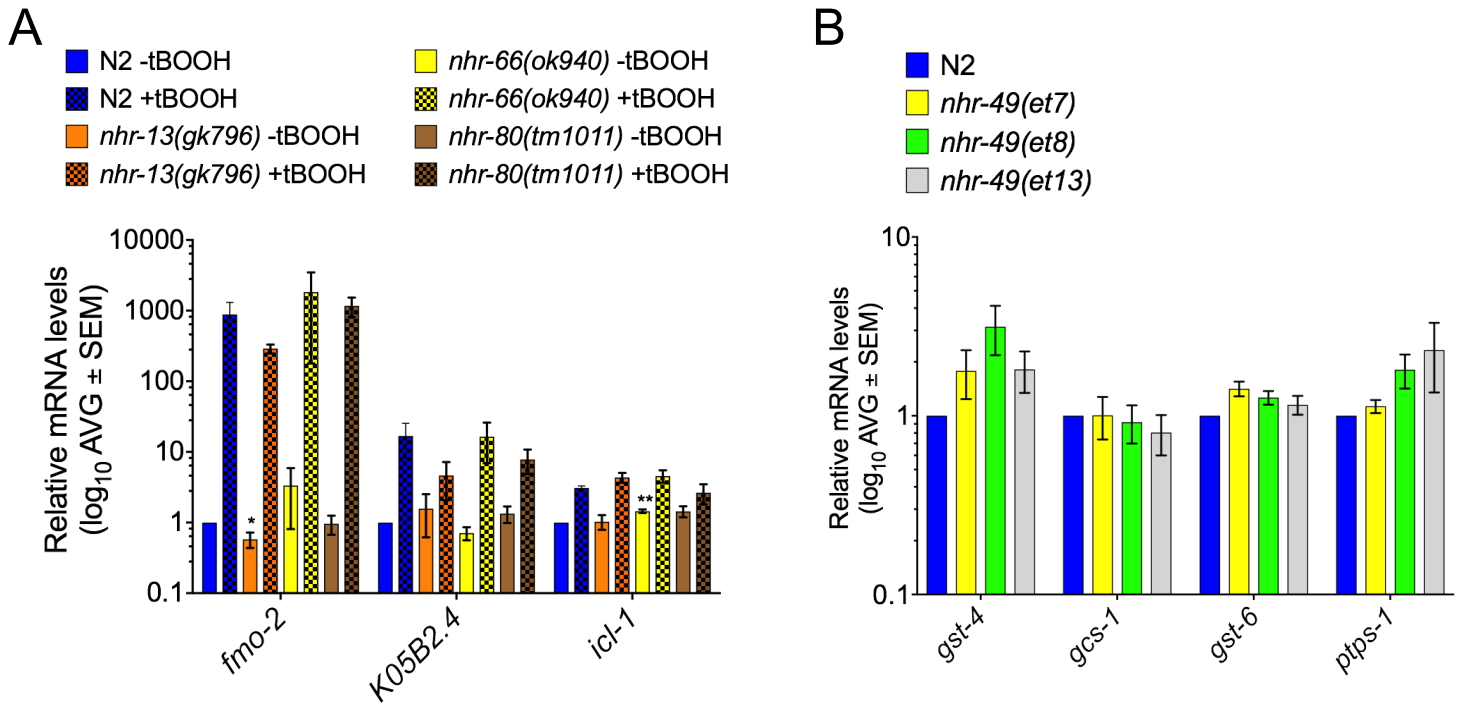 A
N2 -tBOOH
N2 +tBOOH
nhr-13(gk796) -tBOOH
nhr-13(gk796) +tBOOH
nhr-66(ok940) -tBOOH
nhr-66(ok940) +tBOOH
nhr-80(tm1011) -tBOOH
nhr-80(tm1011) +tBOOH
Relative mRNA levels
(log10 AVG ± SEM)
10000
1000
100
10
1
0.1
*
**
fmo-2
K05B2.4
icl-1
B
N2
nhr-49(et7)
nhr-49(et8)
nhr-49(et13)
Relative mRNA levels
(log10 AVG ± SEM)
10
1
0.1
gst-4
gcs-1
gst-6
ptps-1